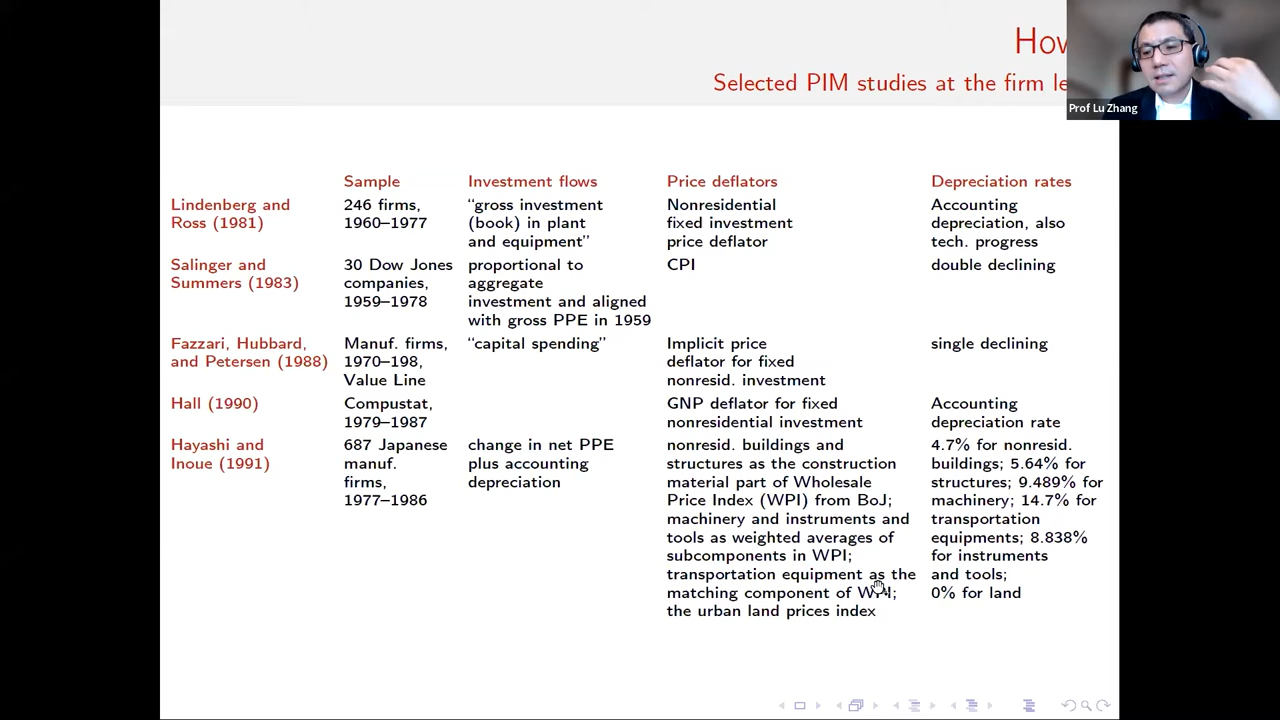 How
Selected PIM studies at the firm le
Prof Lu Zhang
Sample Investment flows Price deflators Depreciation rates
Lindenberg and 246 firms, “gross investment Nonresidential Accounting
Ross (1981) 1960–1977 (book) in plant fixed investment depreciation, also
and equipment” price deflator tech. progress
Salinger and 30 Dow Jones proportional to CPI double declining
Summers (1983) companies, aggregate
1959–1978 investment and aligned
with gross PPE in 1959
Fazzari, Hubbard, Manuf. firms, “capital spending” Implicit price single declining
and Petersen (1988) 1970–198, deflator for fixed
Value Line nonresid. investment
Hall (1990) Compustat, GNP deflator for fixed Accounting
1979–1987 nonresidential investment depreciation rate
Hayashi and 687 Japanese change in net PPE nonresid. buildings and 4.7% for nonresid.
Inoue (1991) manuf. plus accounting structures as the construction buildings; 5.64% for
firms, depreciation material part of Wholesale structures; 9.489% for
1977–1986 Price Index (WPI) from BoJ; machinery; 14.7% for
machinery and instruments and transportation
tools as weighted averages of equipments; 8.838%
subcomponents in WPI; for instruments
transportation equipment as the and tools;
matching component of WPI; 0% for land
the urban land prices index